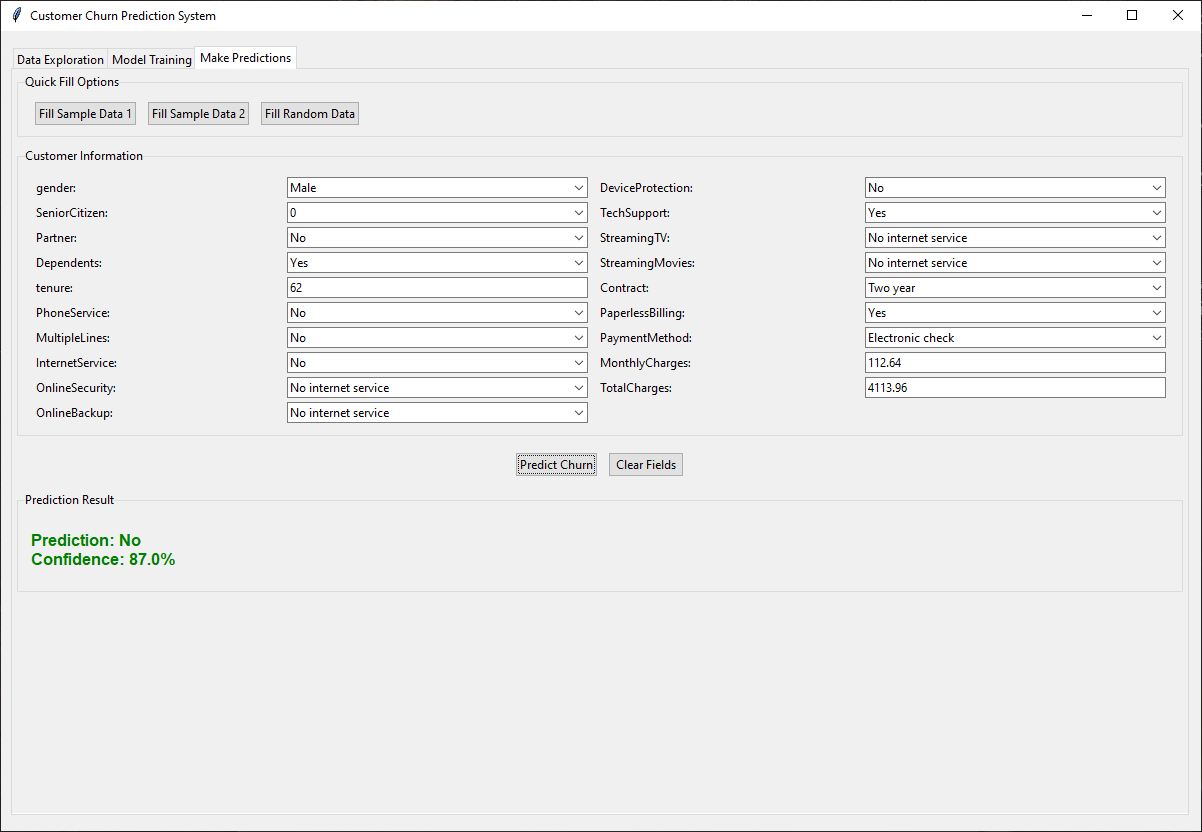 Customer Churn Prediction System
Data Exploration Model Training Make Predictions
Quick Fill Options
Fill Sample Data 1 Fill Sample Data 2 Fill Random Data
Customer Information
gender: Male DeviceProtection: No
SeniorCitizen: 0 TechSupport: Yes
Partner: No StreamingTV: No internet service
Dependents: Yes StreamingMovies: No internet service
tenure: 62 Contract: Two year
PhoneService: No PaperlessBilling: Yes
MultipleLines: No PaymentMethod: Electronic check
InternetService: No MonthlyCharges: 112.64
OnlineSecurity: No internet service TotalCharges: 4113.96
OnlineBackup: No internet service
Predict Churn Clear Fields
Prediction Result
Prediction: No
Confidence: 87.0%